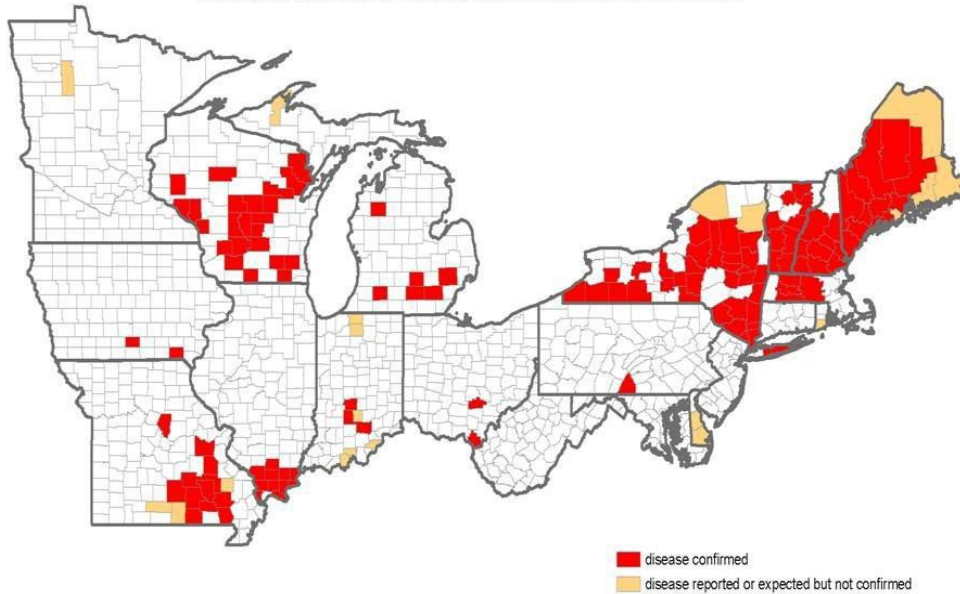 disease confirmed
disease reported or expected but not confirmed